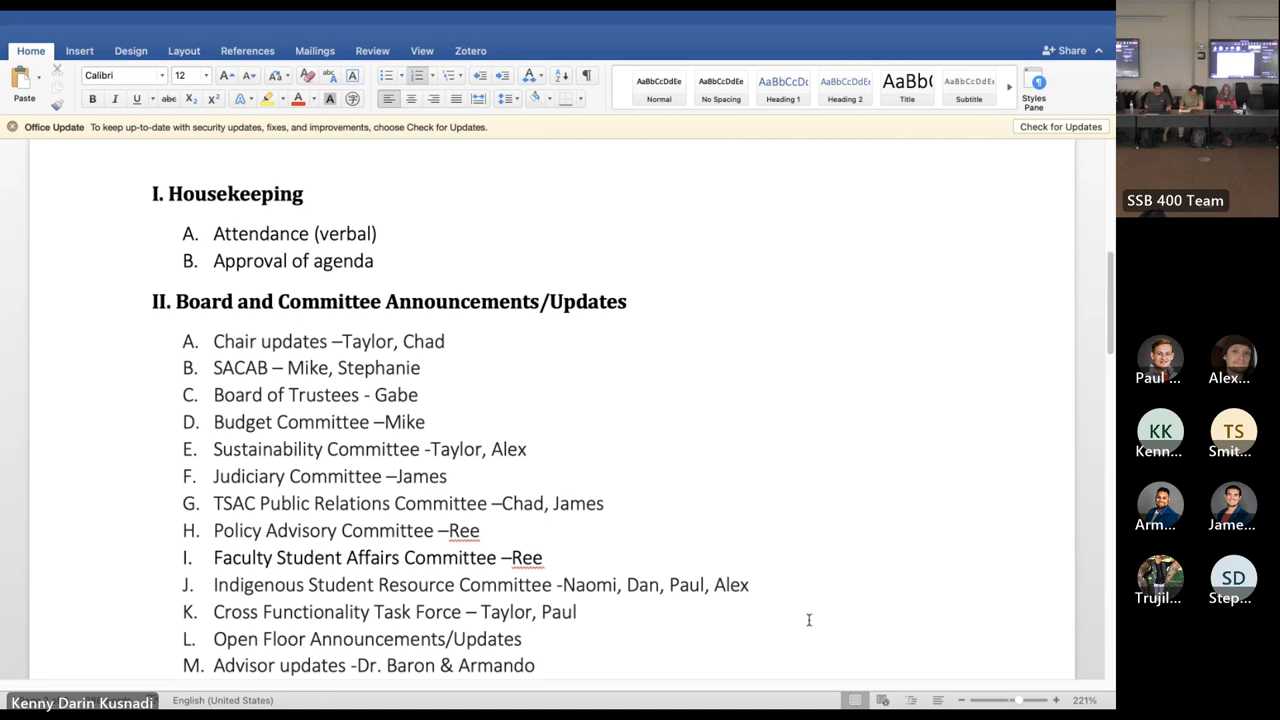 Home Insert Design Layout References Mailings Review View Zotero Share
Paste
Calibri 12
AaBbCcDdEe AaBbCcDdEe AaBbCcDc AaBbCcDdEe AaBb( AaBbCcDdEe
Normal No Spacing Heading 1 Heading 2 Title Subtitle
Styles Pane
Office Update To keep up-to-date with security updates, fixes, and improvements, choose Check for Updates. Check for Updates
I. Housekeeping
A. Attendance (verbal)
B. Approval of agenda
II. Board and Committee Announcements/Updates
A. Chair updates –Taylor, Chad
B. SACAB – Mike, Stephanie
C. Board of Trustees - Gabe
D. Budget Committee –Mike
E. Sustainability Committee -Taylor, Alex
F. Judiciary Committee –James
G. TSAC Public Relations Committee –Chad, James
H. Policy Advisory Committee –Ree
I. Faculty Student Affairs Committee –Ree
J. Indigenous Student Resource Committee -Naomi, Dan, Paul, Alex
K. Cross Functionality Task Force – Taylor, Paul
L. Open Floor Announcements/Updates
M. Advisor updates -Dr. Baron & Armando
Kenny Darin Kusnadi
English (United States)
221%
SSB 400 Team
Paul ... Alex...
KK TS
Kenn... Smit...
Arm... Jame...
SD
Trujil... Step...